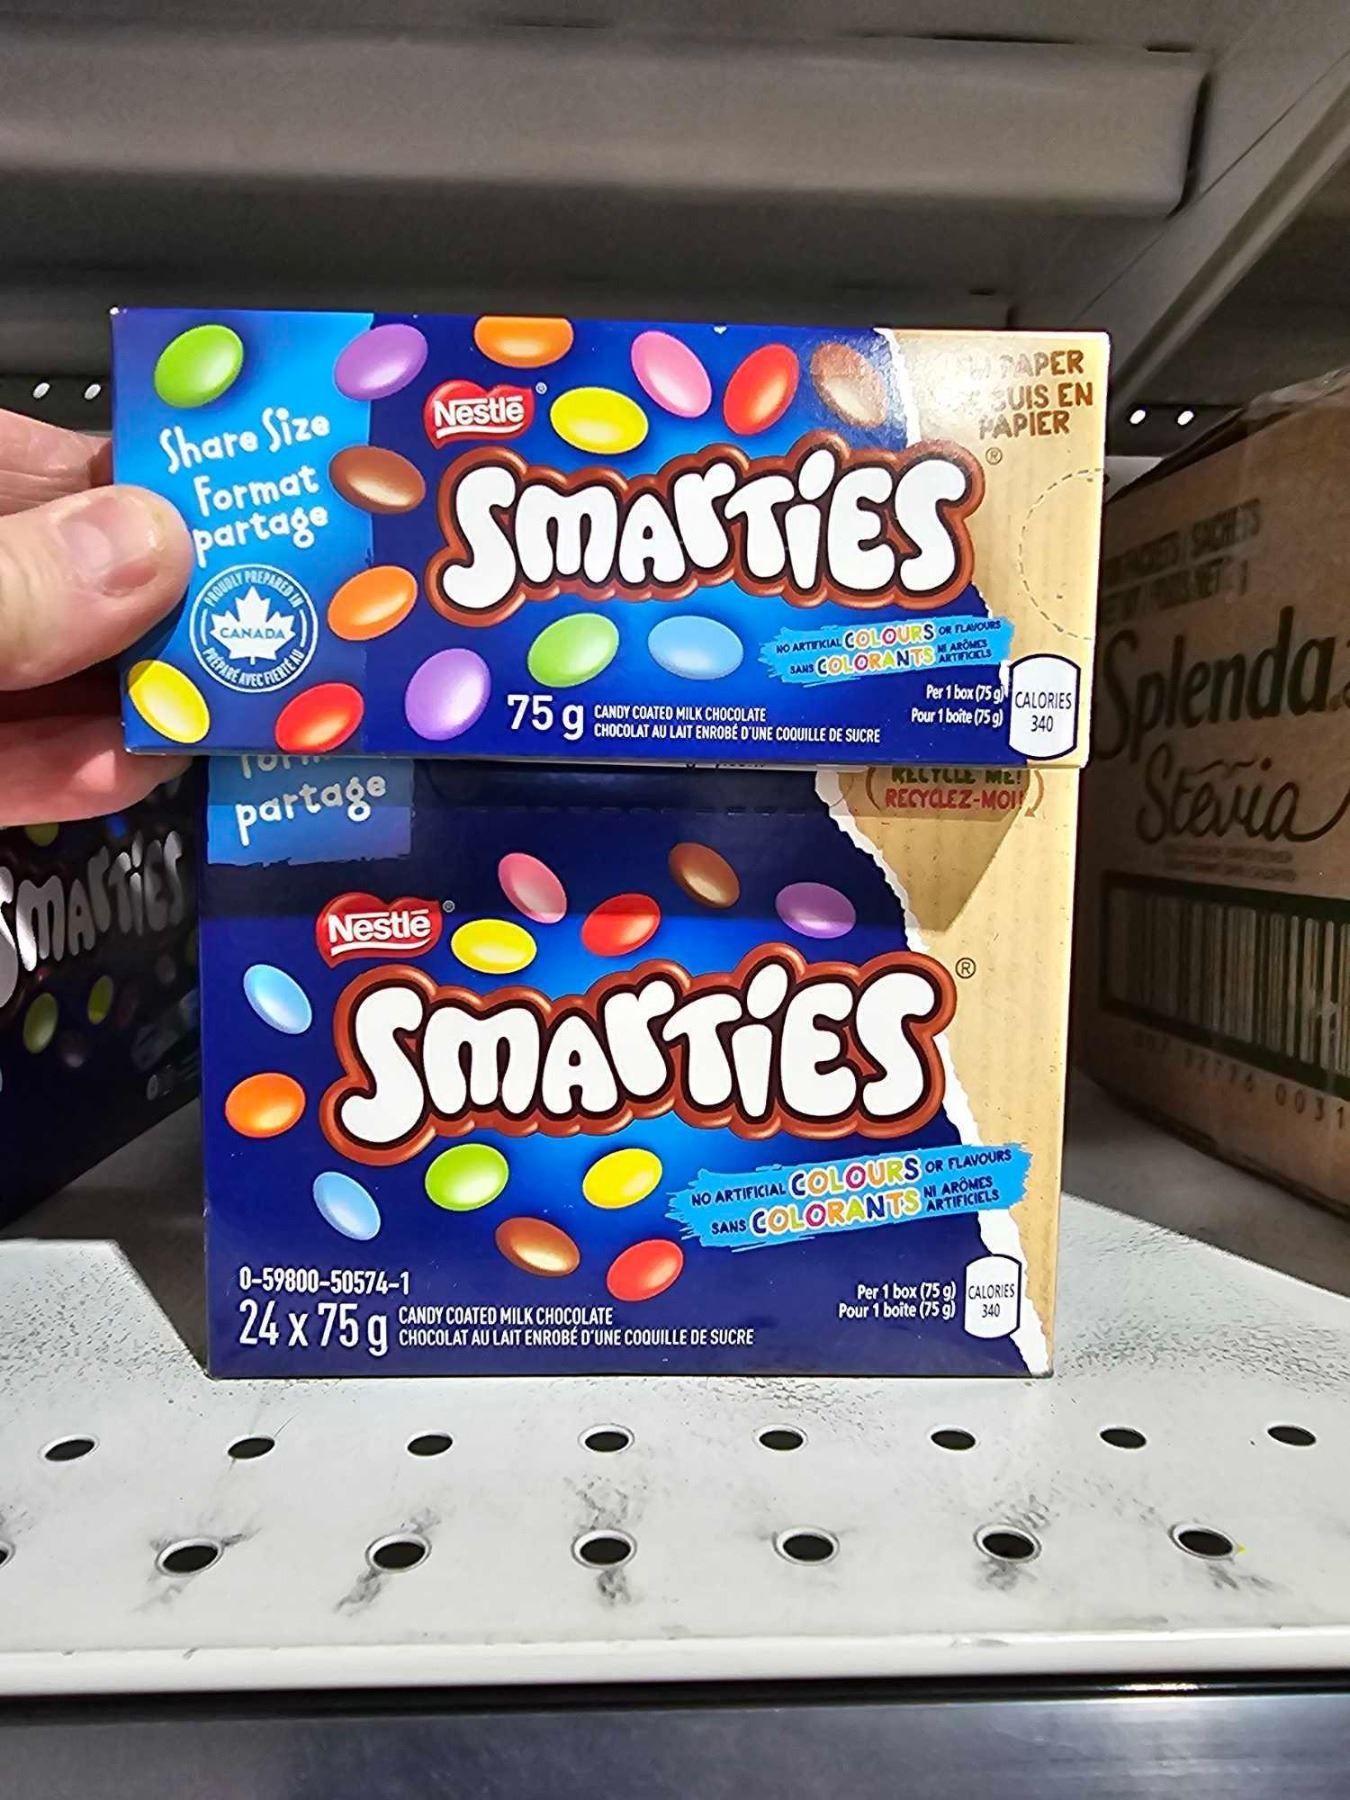 Share Size
Format
partage
PROUDLY PREPARED IN
CANADA
PRÉPARÉ AVEC FIERTÉ AU
Nestlé®
SMARTIES®
PAPER
SUIS EN
PAPIER
NO ARTIFICIAL COLOURS OR FLAVOURS
SANS COLORANTS NI ARÔMES ARTIFICIELS
75 g
CANDY COATED MILK CHOCOLATE
CHOCOLAT AU LAIT ENROBÉ D'UNE COQUILLE DE SUCRE
Per 1 box (75 g)
Pour 1 boîte (75 g)
CALORIES
340
partage
RECYCLE ME!
RECYCLEZ-MOI!
Nestlé®
SMARTIES®
NO ARTIFICIAL COLOURS OR FLAVOURS
SANS COLORANTS NI ARÔMES ARTIFICIELS
0-59800-50574-1
24 x 75 g
CANDY COATED MILK CHOCOLATE
CHOCOLAT AU LAIT ENROBÉ D'UNE COQUILLE DE SUCRE
Per 1 box (75 g)
Pour 1 boîte (75 g)
CALORIES
340
SMARTIES
SACHETS
Splenda
Stevia